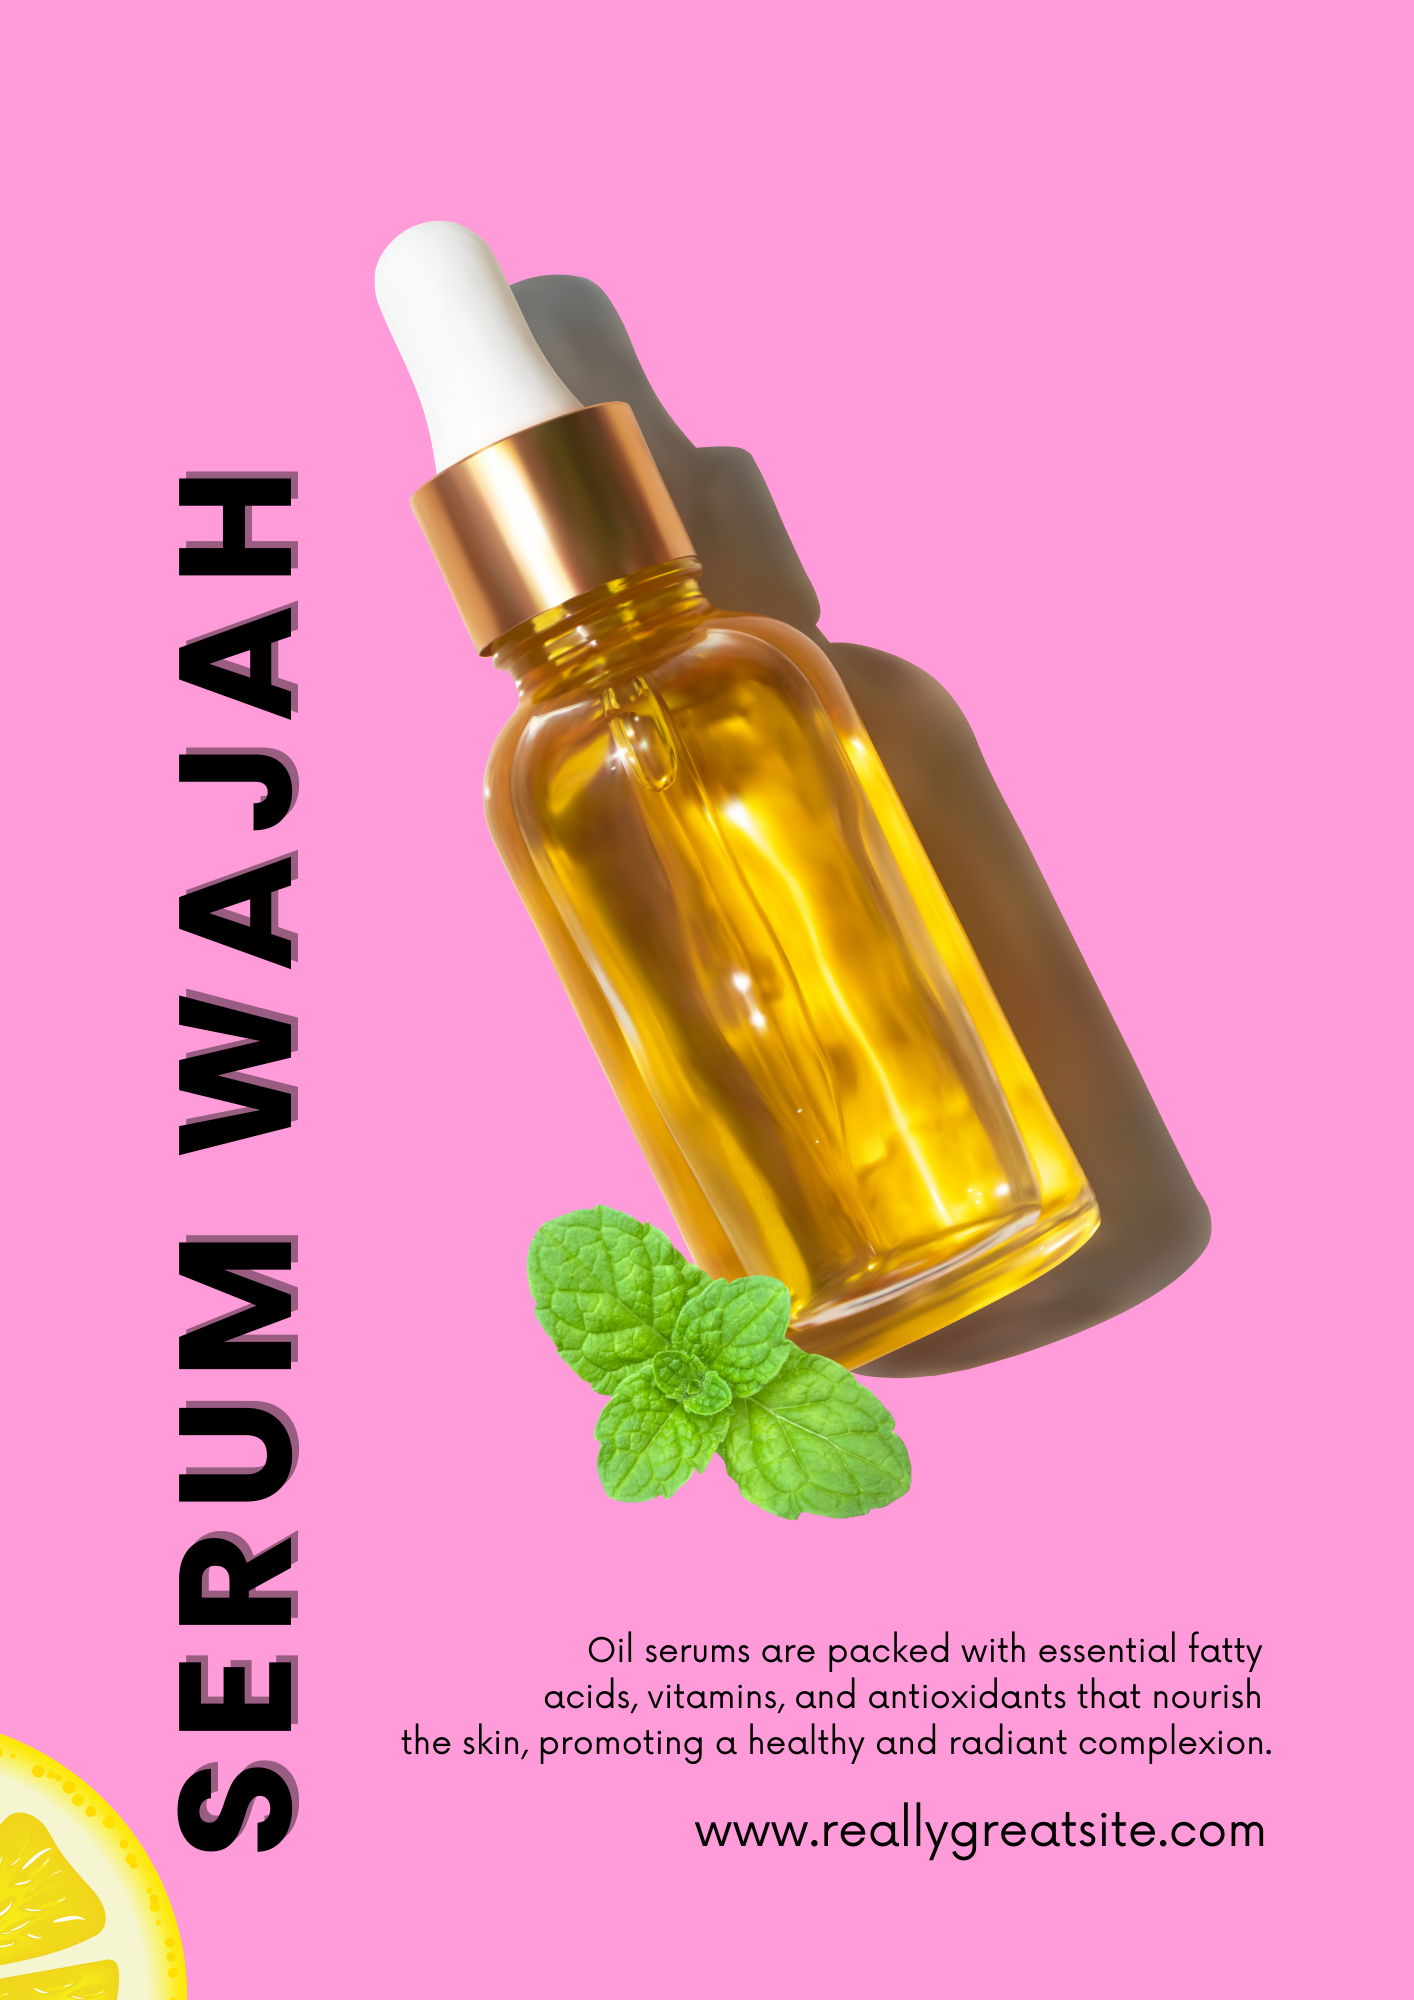 SERUM WAJAH
Oil serums are packed with essential fatty
acids, vitamins, and antioxidants that nourish
the skin, promoting a healthy and radiant complexion.
www.reallygreatsite.com